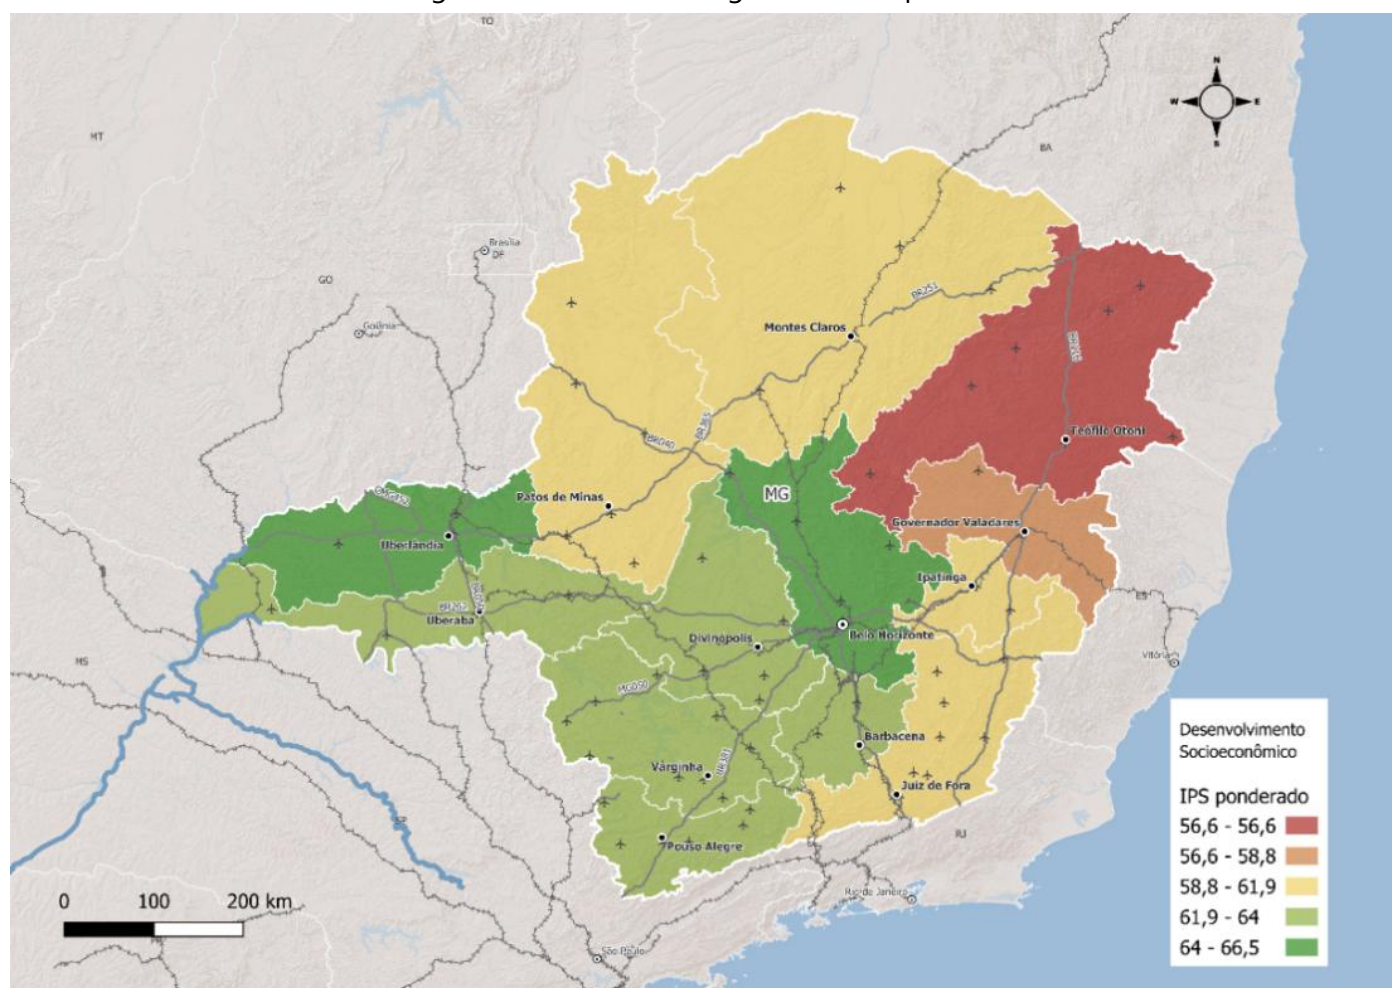 TO
N
W
E
S
MT
BA
Brasília
DF
GO
Goiânia
BR251
Montes Claros
BR365
BR040
Teófilo Otoni
MG
Patos de Minas
Governador Valadares
Uberlândia
Ipatinga
ES
BR262
Uberaba
Belo Horizonte
Divinópolis
Vitória
MS
MG050
Barbacena
BR381
Varginha
Juiz de Fora
RJ
Pouso Alegre
Rio de Janeiro
São Paulo
SP
PR
0 100 200 km
Desenvolvimento
Socioeconômico
IPS ponderado
56,6 - 56,6
56,6 - 58,8
58,8 - 61,9
61,9 - 64
64 - 66,5